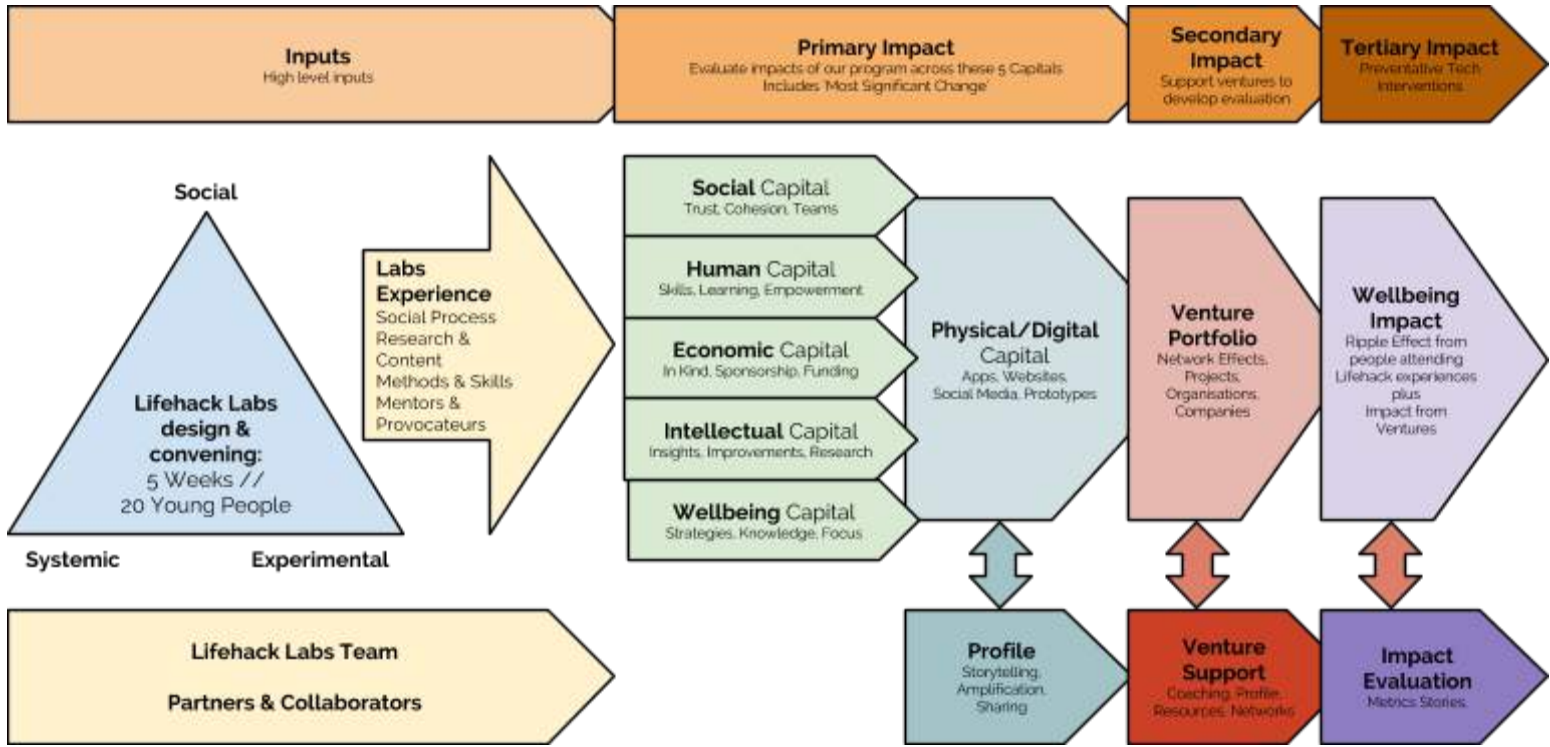 Inputs
High level inputs
Primary Impact
Evaluate impacts of our program across these 5 Capitals
Includes 'Most Significant Change'
Secondary
Impact
Support ventures to
develop evaluation
Tertiary Impact
Preventative Tech
Interventions
Social
Lifehack Labs
design &
convening:
5 Weeks //
20 Young People
Systemic
Experimental
Labs
Experience
Social Process
Research &
Content
Methods & Skills
Mentors &
Provocateurs
Social Capital
Trust, Cohesion, Teams
Human Capital
Skills, Learning, Empowerment
Economic Capital
In Kind, Sponsorship, Funding
Intellectual Capital
Insights, Improvements, Research
Wellbeing Capital
Strategies, Knowledge, Focus
Physical/Digital
Capital
Apps, Websites,
Social Media, Prototypes
Venture
Portfolio
Network Effects,
Projects,
Organisations,
Companies
Wellbeing
Impact
Ripple Effect from
people attending
Lifehack experiences
plus
Impact from
Ventures
Lifehack Labs Team
Partners & Collaborators
Profile
Storytelling,
Amplification,
Sharing
Venture
Support
Coaching, Profile,
Resources, Networks
Impact
Evaluation
Metrics Stories,